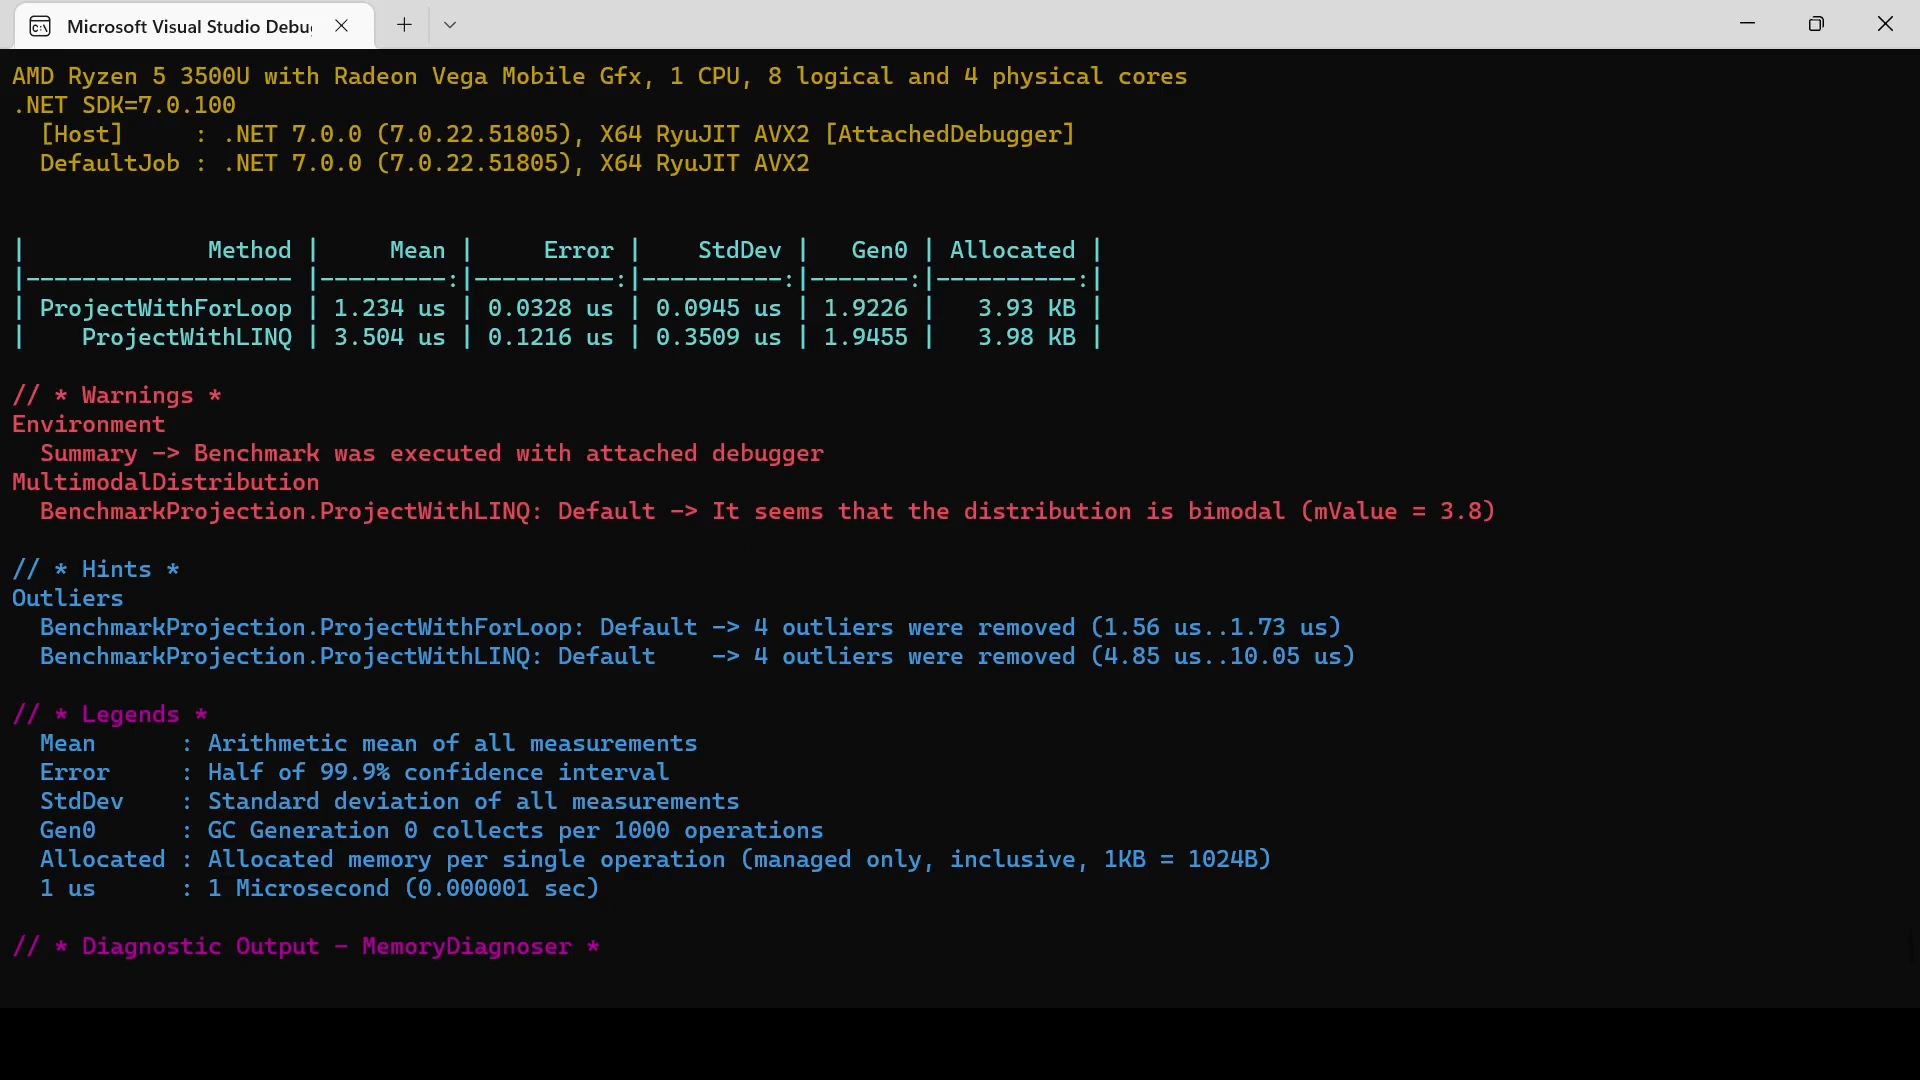 Microsoft Visual Studio Debu
AMD Ryzen 5 3500U with Radeon Vega Mobile Gfx, 1 CPU, 8 logical and 4 physical cores
.NET SDK=7.0.100
  [Host]     : .NET 7.0.0 (7.0.22.51805), X64 RyuJIT AVX2 [AttachedDebugger]
  DefaultJob : .NET 7.0.0 (7.0.22.51805), X64 RyuJIT AVX2
|             Method |     Mean |     Error |    StdDev |   Gen0 | Allocated |
|------------------- |---------:|----------:|----------:|-------:|----------:|
| ProjectWithForLoop | 1.234 us | 0.0328 us | 0.0945 us | 1.9226 |   3.93 KB |
|    ProjectWithLINQ | 3.504 us | 0.1216 us | 0.3509 us | 1.9455 |   3.98 KB |
// * Warnings *
Environment
  Summary -> Benchmark was executed with attached debugger
MultimodalDistribution
  BenchmarkProjection.ProjectWithLINQ: Default -> It seems that the distribution is bimodal (mValue = 3.8)
// * Hints *
Outliers
  BenchmarkProjection.ProjectWithForLoop: Default -> 4 outliers were removed (1.56 us..1.73 us)
  BenchmarkProjection.ProjectWithLINQ: Default    -> 4 outliers were removed (4.85 us..10.05 us)
// * Legends *
  Mean      : Arithmetic mean of all measurements
  Error     : Half of 99.9% confidence interval
  StdDev    : Standard deviation of all measurements
  Gen0      : GC Generation 0 collects per 1000 operations
  Allocated : Allocated memory per single operation (managed only, inclusive, 1KB = 1024B)
  1 us      : 1 Microsecond (0.000001 sec)
// * Diagnostic Output - MemoryDiagnoser *